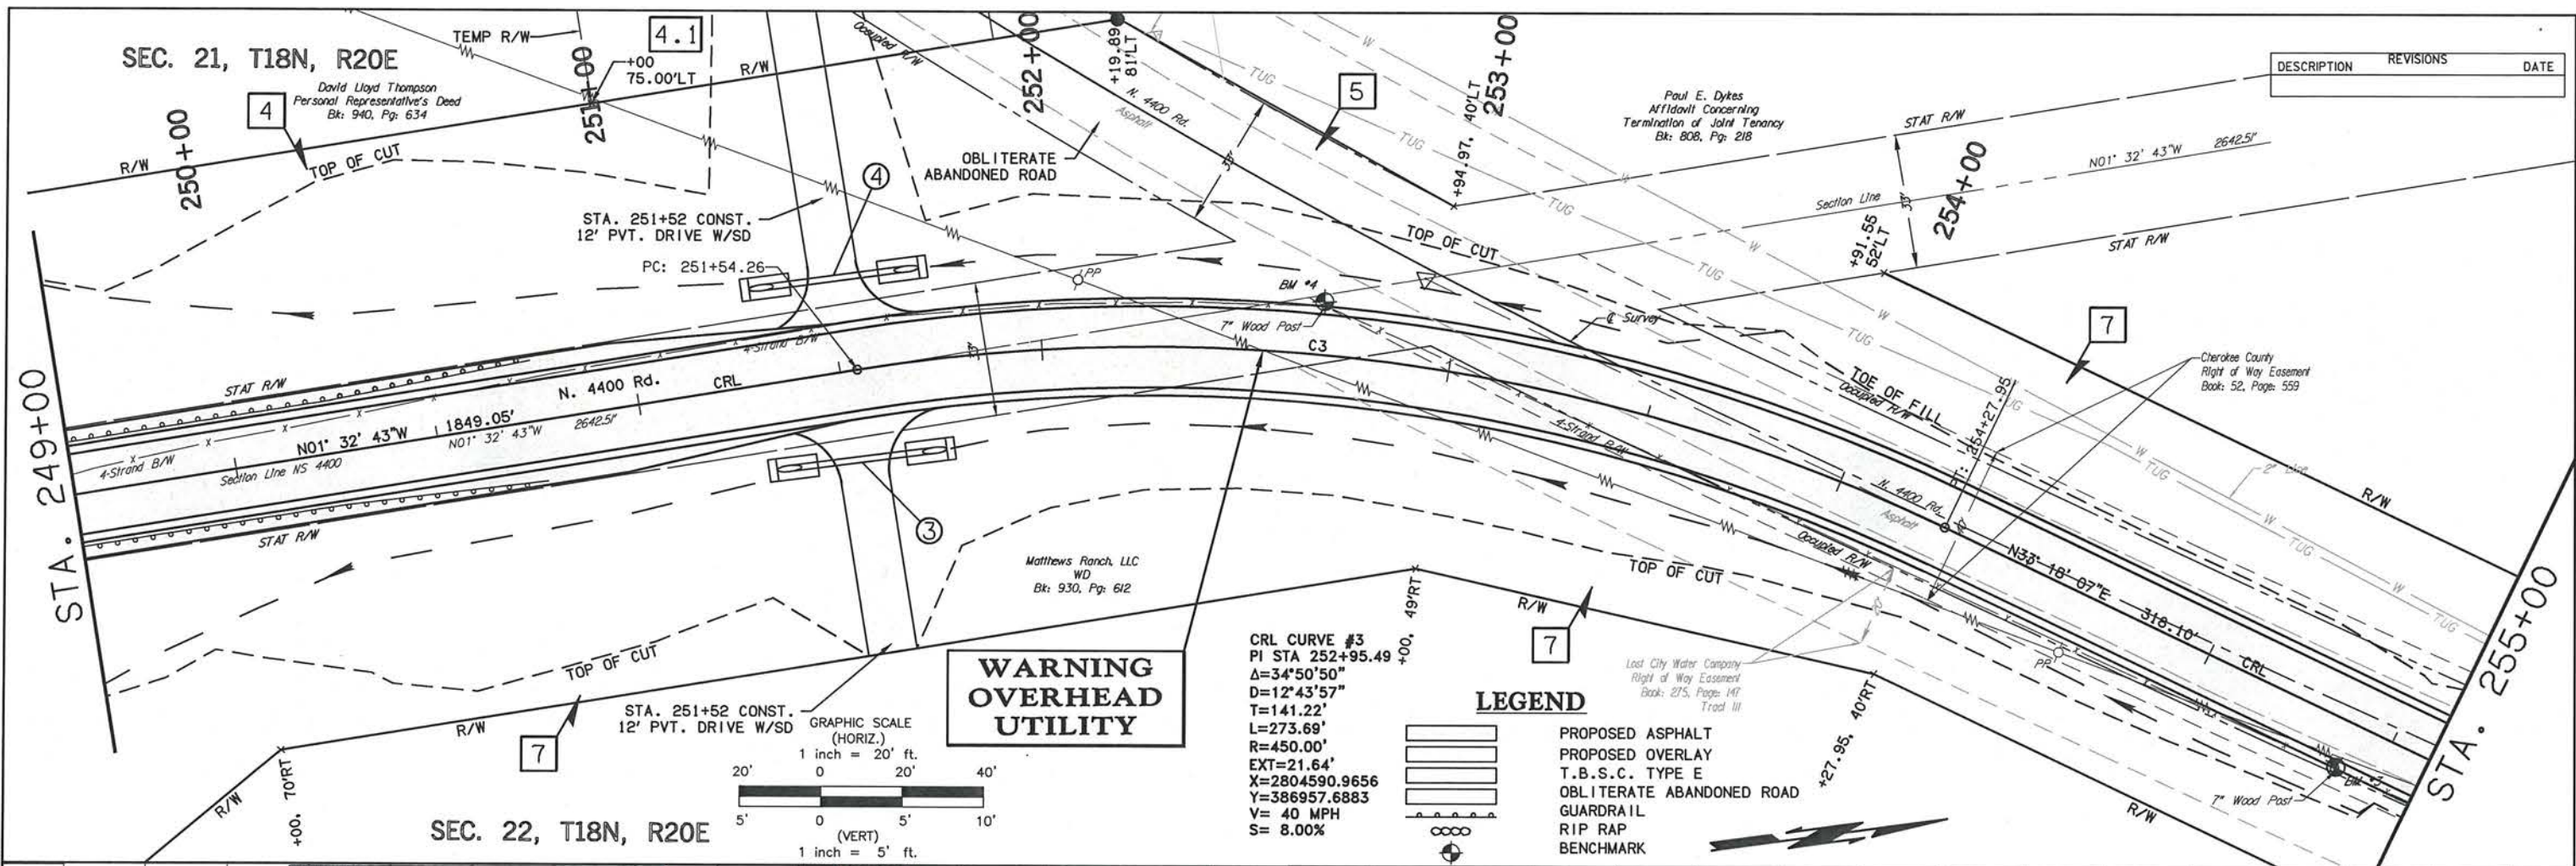 SEC. 21, T18N, R20E
David Lloyd Thompson
Personal Representative's Deed
Bk: 940, Pg: 634
4
R/W
250+00
TOP OF CUT
TEMP R/W
251+00
4.1
+00
75.00'LT
R/W
Occupied R/W
252+00
+19.89
81'LT
N. 4400 Rd.
Asphalt
OBLITERATE
ABANDONED ROAD
35'
TUG
W
5
+94.97, 40'LT
253+00
Paul E. Dykes
Affidavit Concerning
Termination of Joint Tenancy
Bk: 808, Pg: 218
STAT R/W
N01° 32' 43"W 2642.51'
Section Line
254+00
+91.55
52'LT
STAT R/W
DESCRIPTION REVISIONS DATE
STA. 251+52 CONST.
12' PVT. DRIVE W/SD
4
PC: 251+54.26
PP
BM #4
7" Wood Post
TOP OF CUT
TUG
W
TUG
₵ Survey
7
Cherokee County
Right of Way Easement
Book: 52, Page: 559
TOE OF FILL
Occupied R/W
PT: 254+27.95
STA. 249+00
STAT R/W
4-Strand B/W
N. 4400 Rd. CRL
C3
N01° 32' 43"W 1849.05'
N01° 32' 43"W 2642.51'
4-Strand B/W
Section Line NS 4400
STAT R/W
3
4-Strand B/W
Occupied R/W
N. 4400 Rd.
Asphalt
N33° 18' 07"E 318.10'
CRL
TUG
W
R/W
STA. 255+00
Matthews Ranch, LLC
WD
Bk: 930, Pg: 612
TOP OF CUT
R/W
+00, 49'RT
7
TOP OF CUT
Lost City Water Company
Right of Way Easement
Book: 275, Page: 147
Tract III
+27.95, 40'RT
PP
BM
7" Wood Post
R/W
WARNING
OVERHEAD
UTILITY
STA. 251+52 CONST.
12' PVT. DRIVE W/SD
R/W
7
R/W
+00, 70'RT
SEC. 22, T18N, R20E
GRAPHIC SCALE
(HORIZ.)
1 inch = 20' ft.
20' 0 20' 40'
5' 0 5' 10'
(VERT)
1 inch = 5' ft.
CRL CURVE #3
PI STA 252+95.49
Δ=34°50'50"
D=12°43'57"
T=141.22'
L=273.69'
R=450.00'
EXT=21.64'
X=2804590.9656
Y=386957.6883
V= 40 MPH
S= 8.00%
LEGEND
PROPOSED ASPHALT
PROPOSED OVERLAY
T.B.S.C. TYPE E
OBLITERATE ABANDONED ROAD
GUARDRAIL
RIP RAP
BENCHMARK